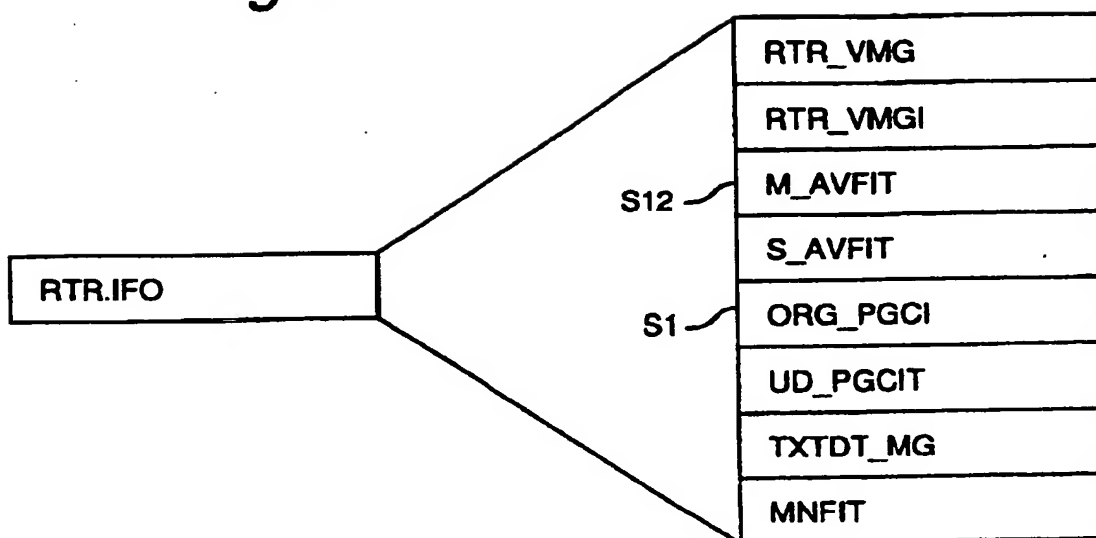 RTR_VMG
RTR_VMGI
S12
M_AVFIT
S_AVFIT
RTR.IFO
S1
ORG_PGCI
UD_PGCIT
TXTDT_MG
MNFIT